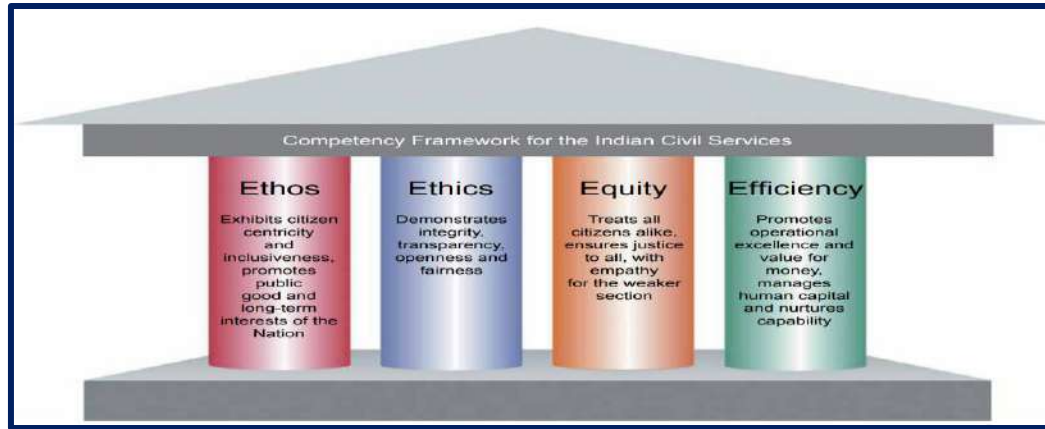 Competency Framework for the Indian Civil Services
Ethos
Exhibits citizen
centricity
and
inclusiveness,
promotes
public
good and
long-term
interests of the
Nation
Ethics
Demonstrates
integrity,
transparency,
openness and
fairness
Equity
Treats all
citizens alike,
ensures justice
to all, with
empathy
for the weaker
section
Efficiency
Promotes
operational
excellence and
value for
money,
manages
human capital
and nurtures
capability